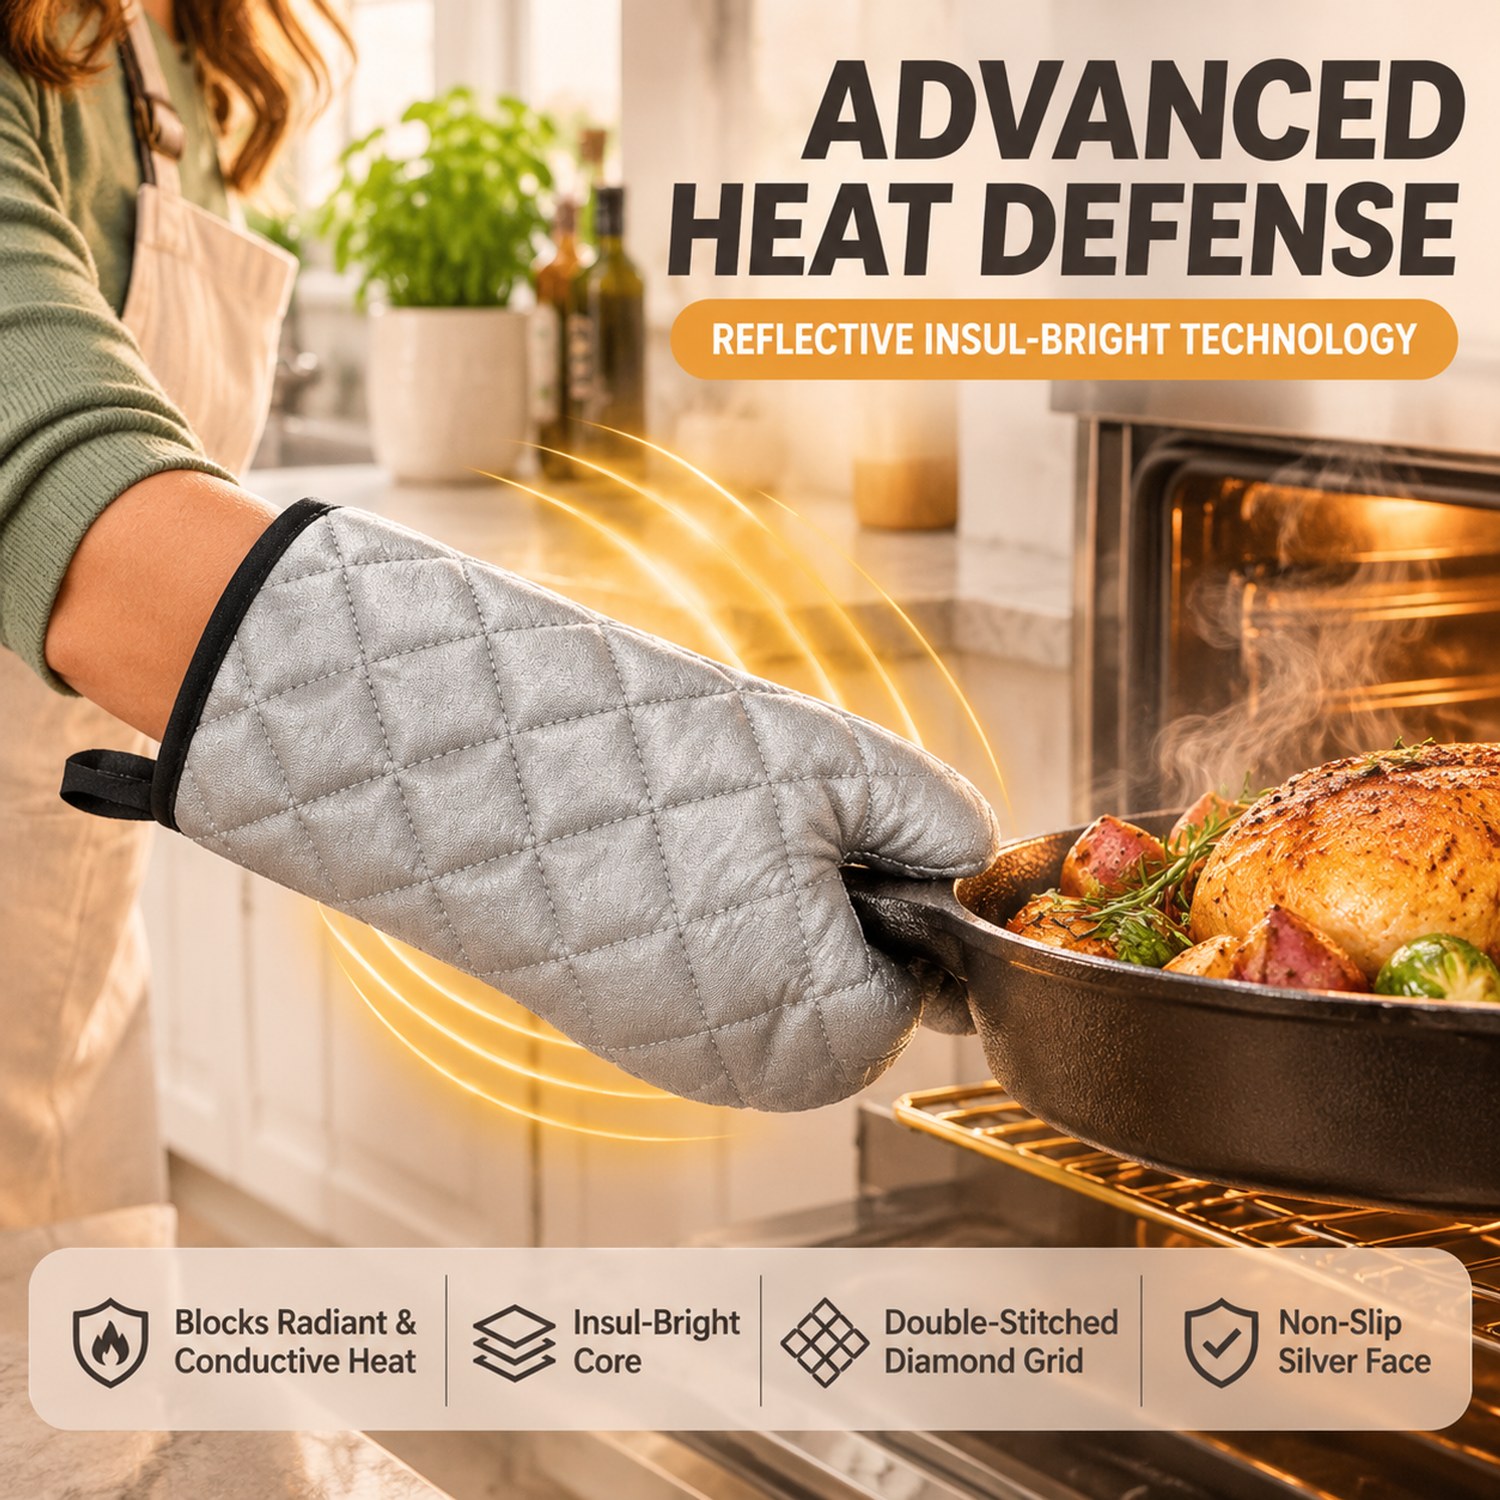 ADVANCED
HEAT DEFENSE
REFLECTIVE INSUL-BRIGHT TECHNOLOGY
Blocks Radiant &
Conductive Heat
Insul-Bright
Core
Double-Stitched
Diamond Grid
Non-Slip
Silver Face